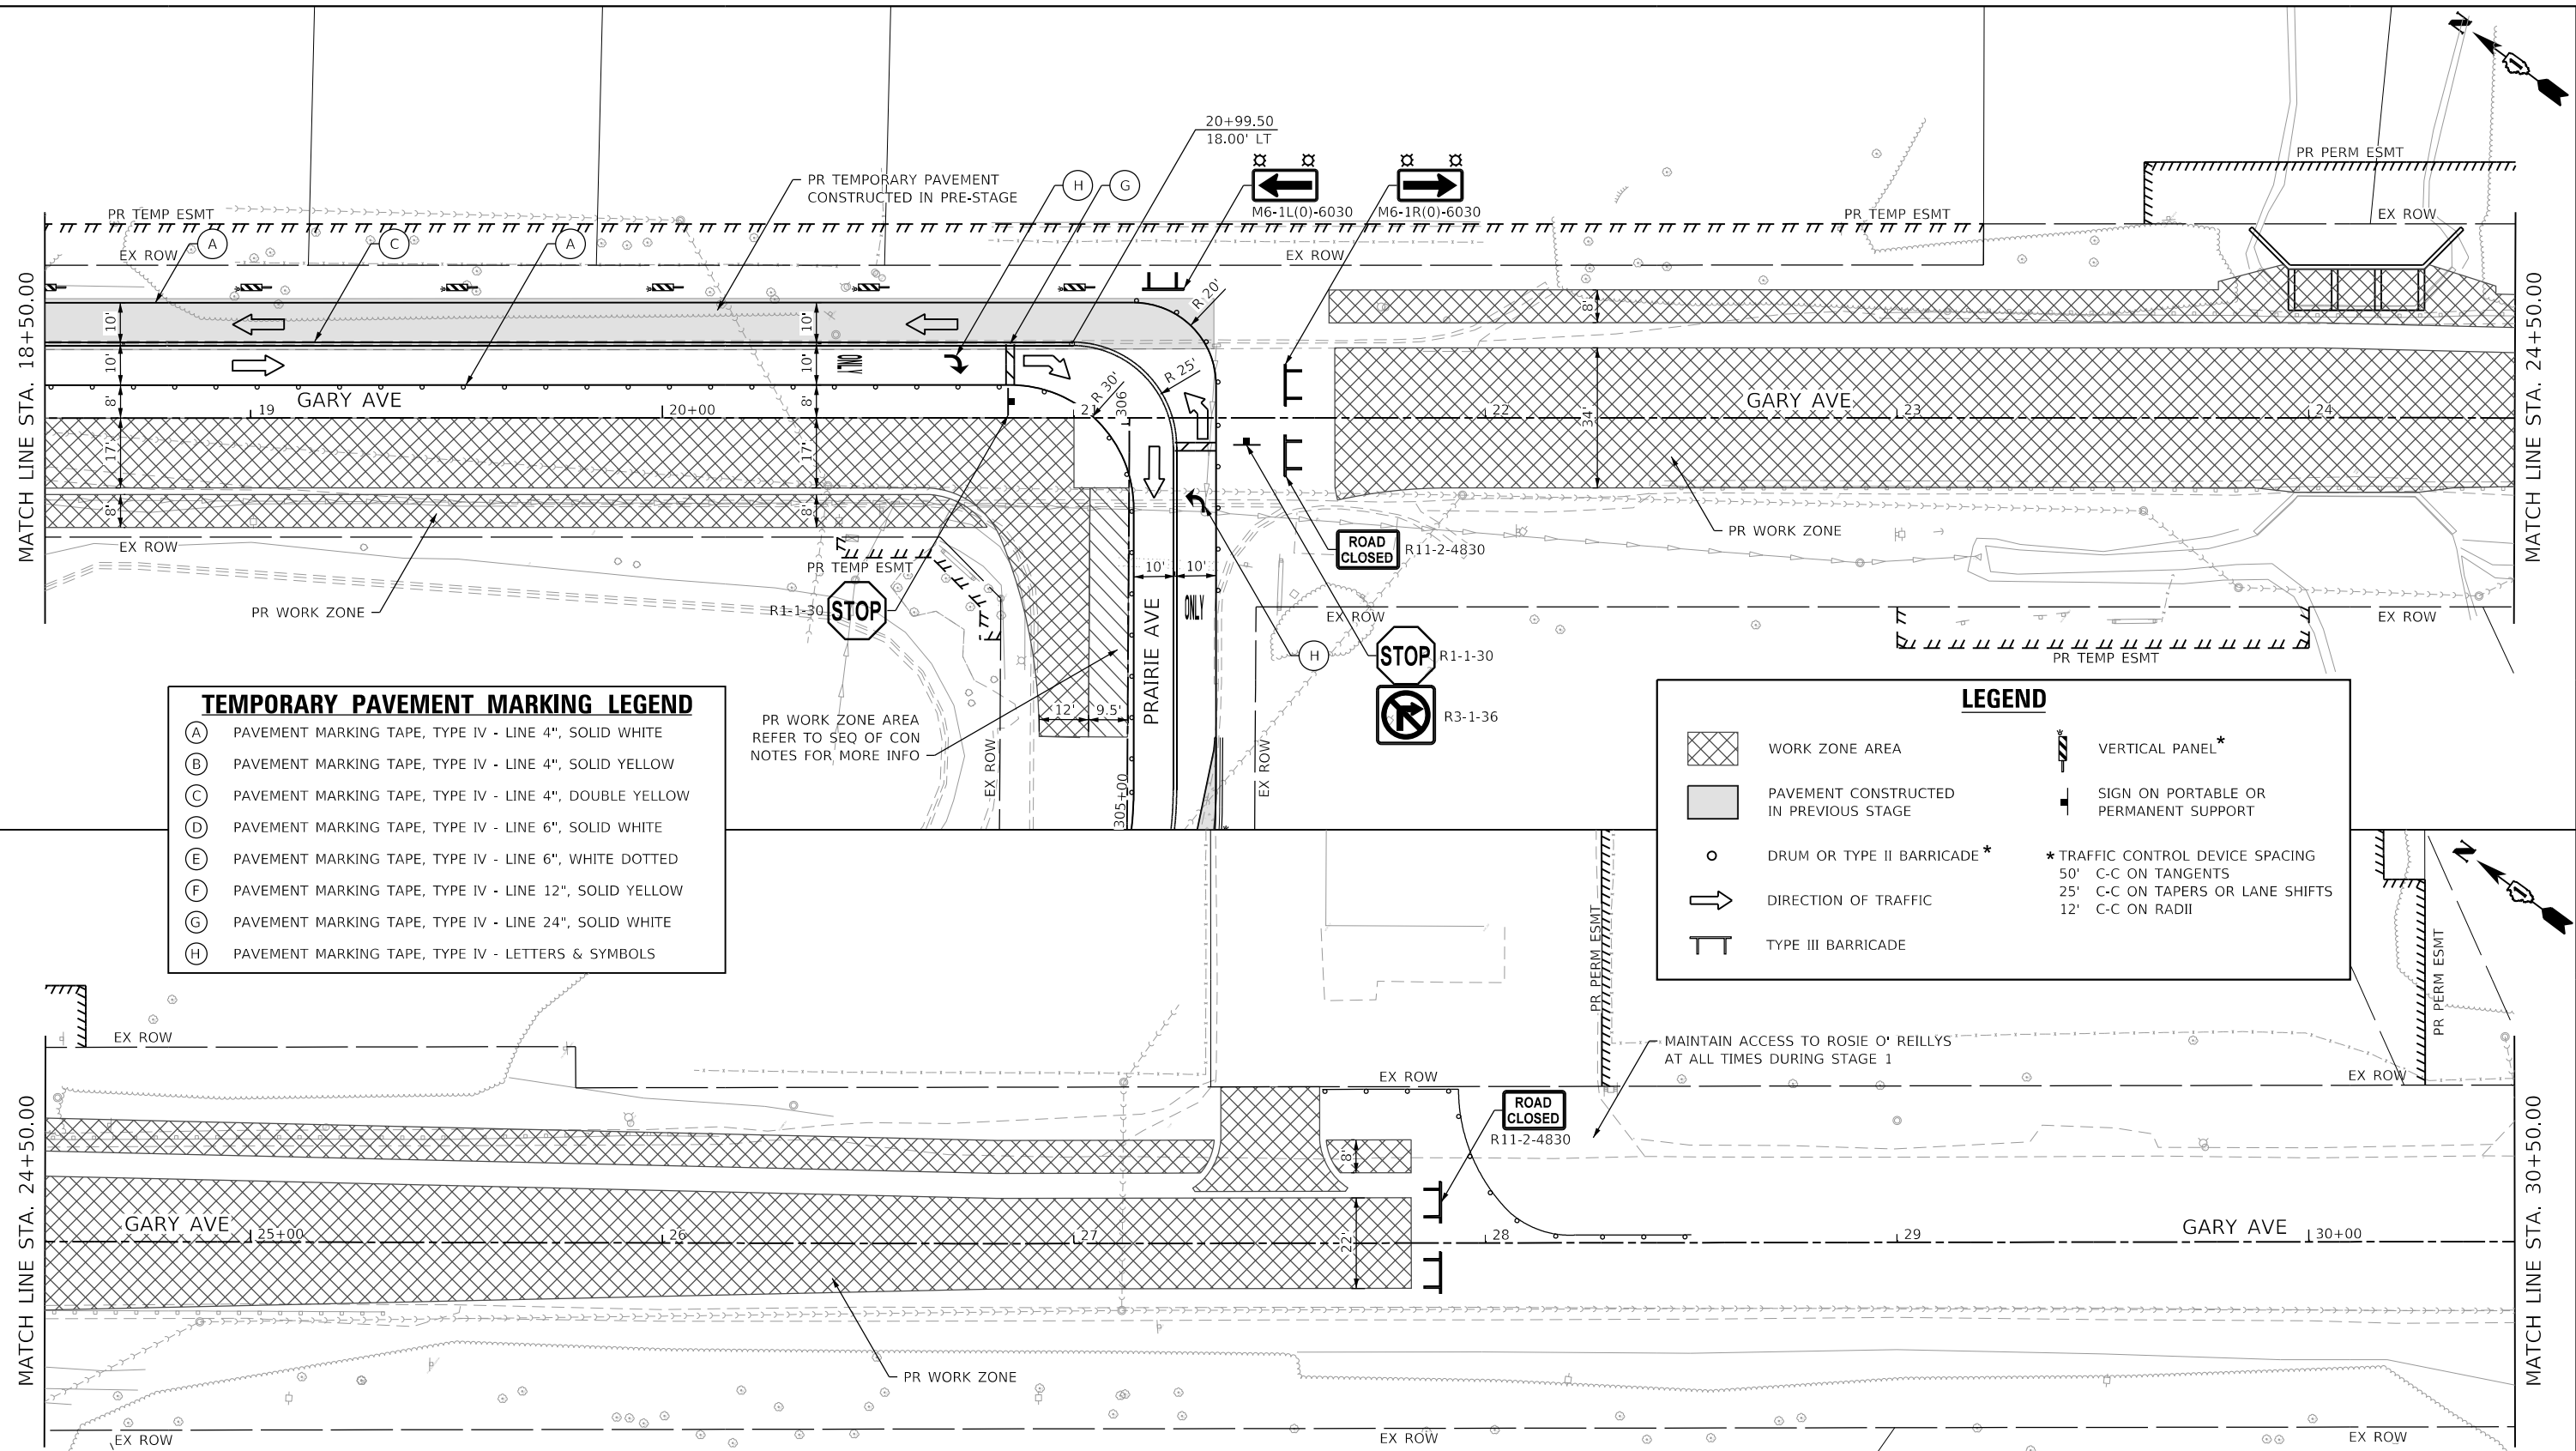 20+99.50
18.00' LT
N
PR PERM ESMT
PR TEMPORARY PAVEMENT
CONSTRUCTED IN PRE-STAGE
H
G
M6-1L(0)-6030
M6-1R(0)-6030
PR TEMP ESMT
PR TEMP ESMT
EX ROW
A
C
A
EX ROW
EX ROW
MATCH LINE STA. 18+50.00
MATCH LINE STA. 24+50.00
R 20'
R 25'
R 30'
10'
10'
8'
17'
8'
10'
10'
8'
17'
8'
8'
34'
ONLY
GARY AVE
19
20+00
21
306
22
GARY AVE
23
24
EX ROW
PR TEMP ESMT
PR WORK ZONE
R1-1-30
STOP
10'
10'
PRAIRIE AVE
ONLY
ROAD
CLOSED
R11-2-4830
PR WORK ZONE
EX ROW
EX ROW
H
STOP
R1-1-30
R3-1-36
PR TEMP ESMT
12'
9.5'
PR WORK ZONE AREA
REFER TO SEQ OF CON
NOTES FOR MORE INFO
EX ROW
305+00
EX ROW
TEMPORARY PAVEMENT MARKING LEGEND
A PAVEMENT MARKING TAPE, TYPE IV - LINE 4", SOLID WHITE
B PAVEMENT MARKING TAPE, TYPE IV - LINE 4", SOLID YELLOW
C PAVEMENT MARKING TAPE, TYPE IV - LINE 4", DOUBLE YELLOW
D PAVEMENT MARKING TAPE, TYPE IV - LINE 6", SOLID WHITE
E PAVEMENT MARKING TAPE, TYPE IV - LINE 6", WHITE DOTTED
F PAVEMENT MARKING TAPE, TYPE IV - LINE 12", SOLID YELLOW
G PAVEMENT MARKING TAPE, TYPE IV - LINE 24", SOLID WHITE
H PAVEMENT MARKING TAPE, TYPE IV - LETTERS & SYMBOLS
LEGEND
WORK ZONE AREA
PAVEMENT CONSTRUCTED
IN PREVIOUS STAGE
DRUM OR TYPE II BARRICADE *
DIRECTION OF TRAFFIC
TYPE III BARRICADE
VERTICAL PANEL*
SIGN ON PORTABLE OR
PERMANENT SUPPORT
* TRAFFIC CONTROL DEVICE SPACING
50' C-C ON TANGENTS
25' C-C ON TAPERS OR LANE SHIFTS
12' C-C ON RADII
N
PR PERM ESMT
PR PERM ESMT
EX ROW
MAINTAIN ACCESS TO ROSIE O' REILLYS
AT ALL TIMES DURING STAGE 1
EX ROW
EX ROW
ROAD
CLOSED
R11-2-4830
MATCH LINE STA. 24+50.00
MATCH LINE STA. 30+50.00
8'
22'
GARY AVE
25+00
26
27
28
29
GARY AVE
30+00
PR WORK ZONE
EX ROW
EX ROW
EX ROW